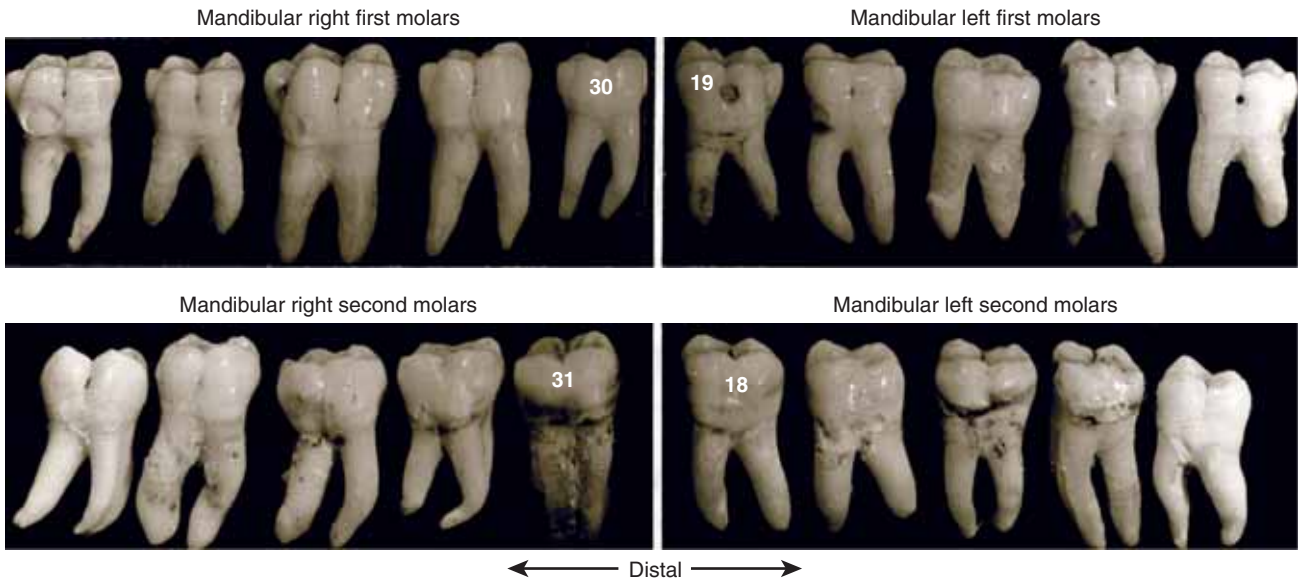 Mandibular right first molars
Mandibular left first molars
30
19
Mandibular right second molars
Mandibular left second molars
31
18
Distal